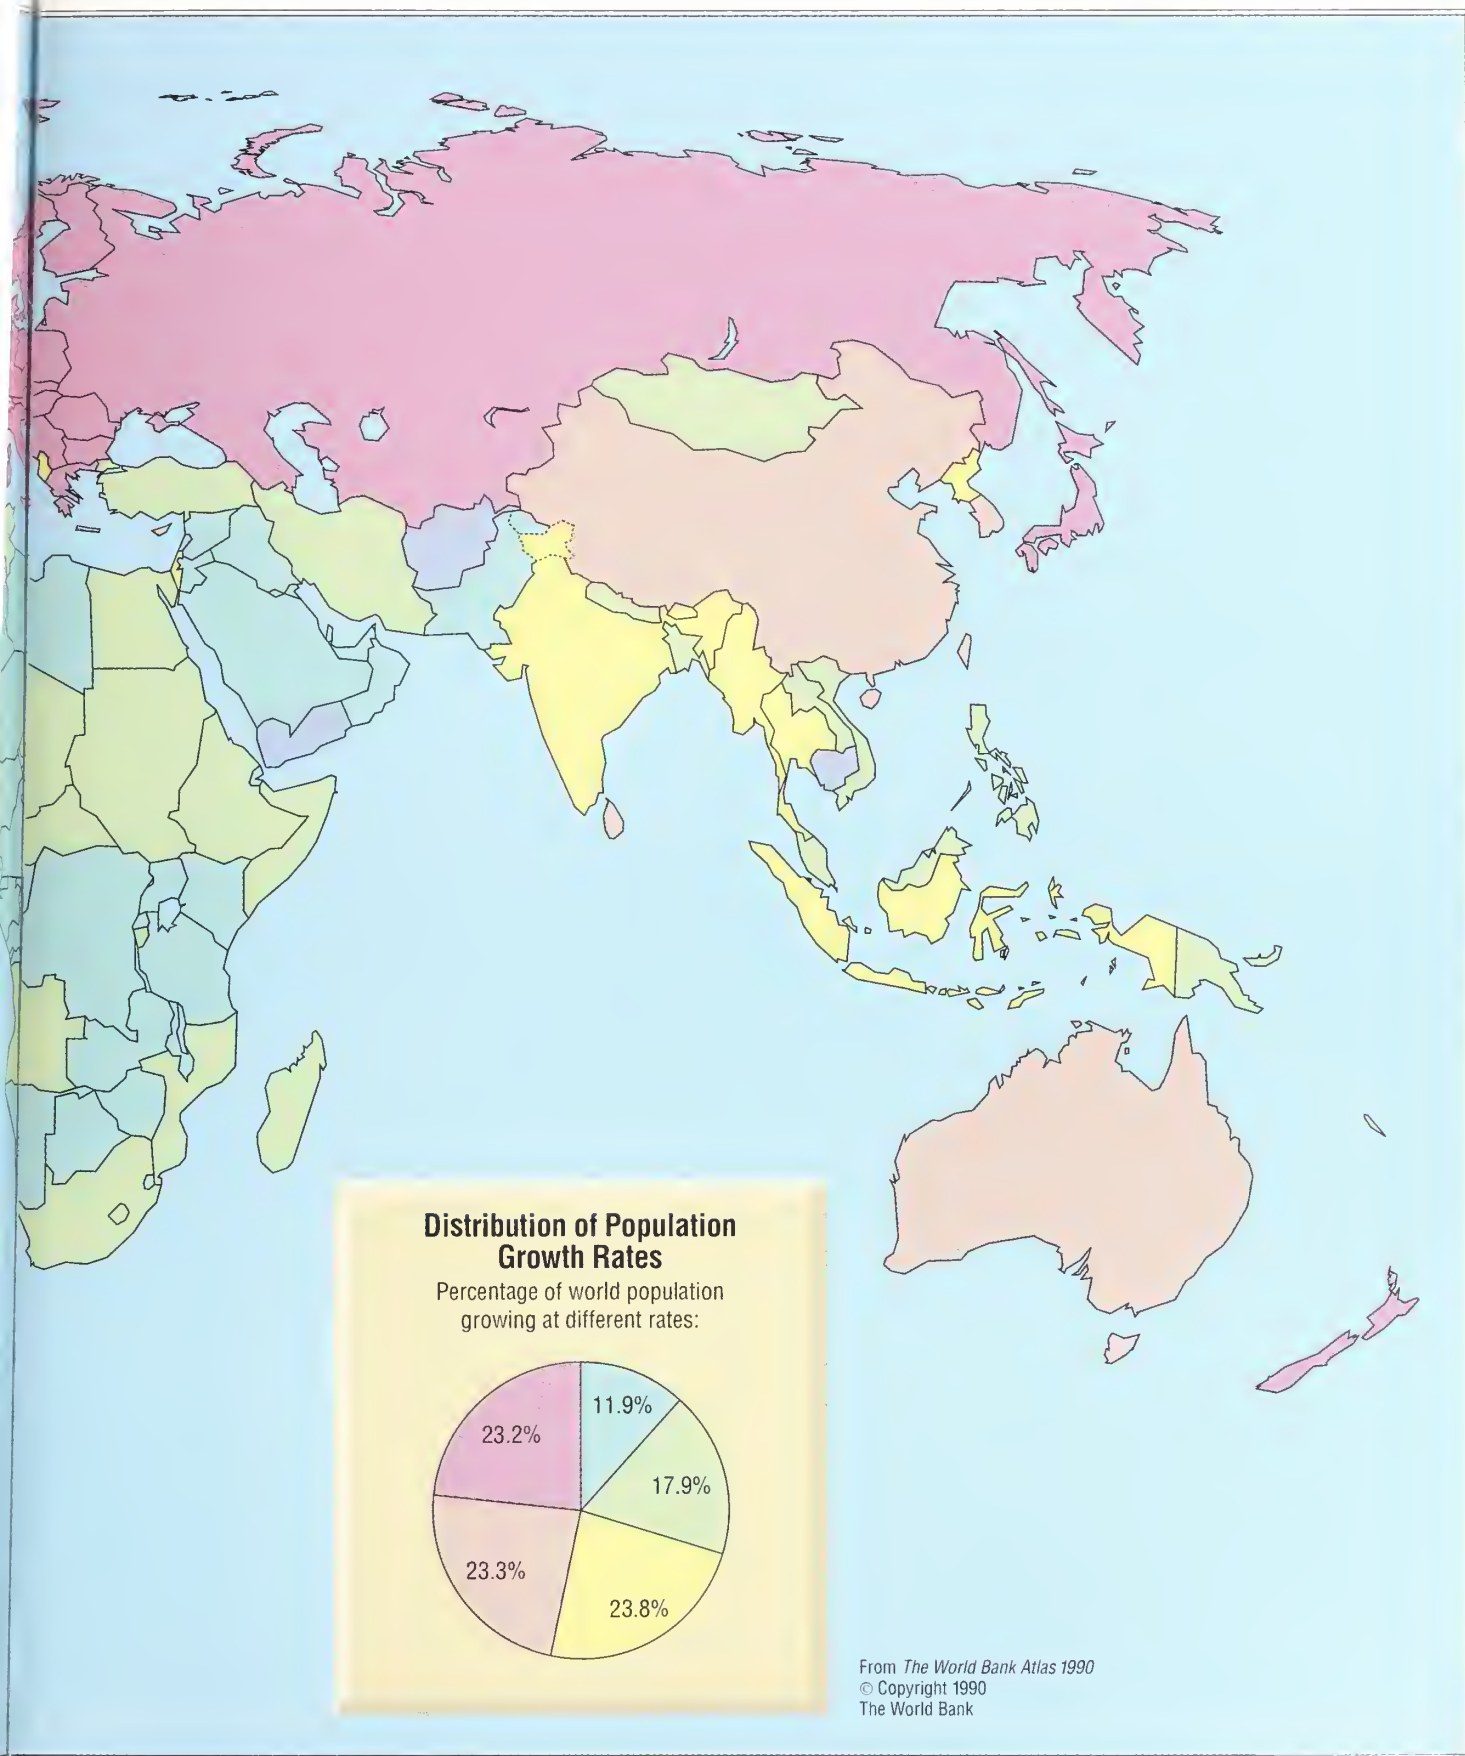 Distribution of Population
Growth Rates
Percentage of world population
growing at different rates:
11.9%
23.2%
17.9%
23.3%
23.8%
From The World Bank Atlas 1990
© Copyright 1990
The World Bank